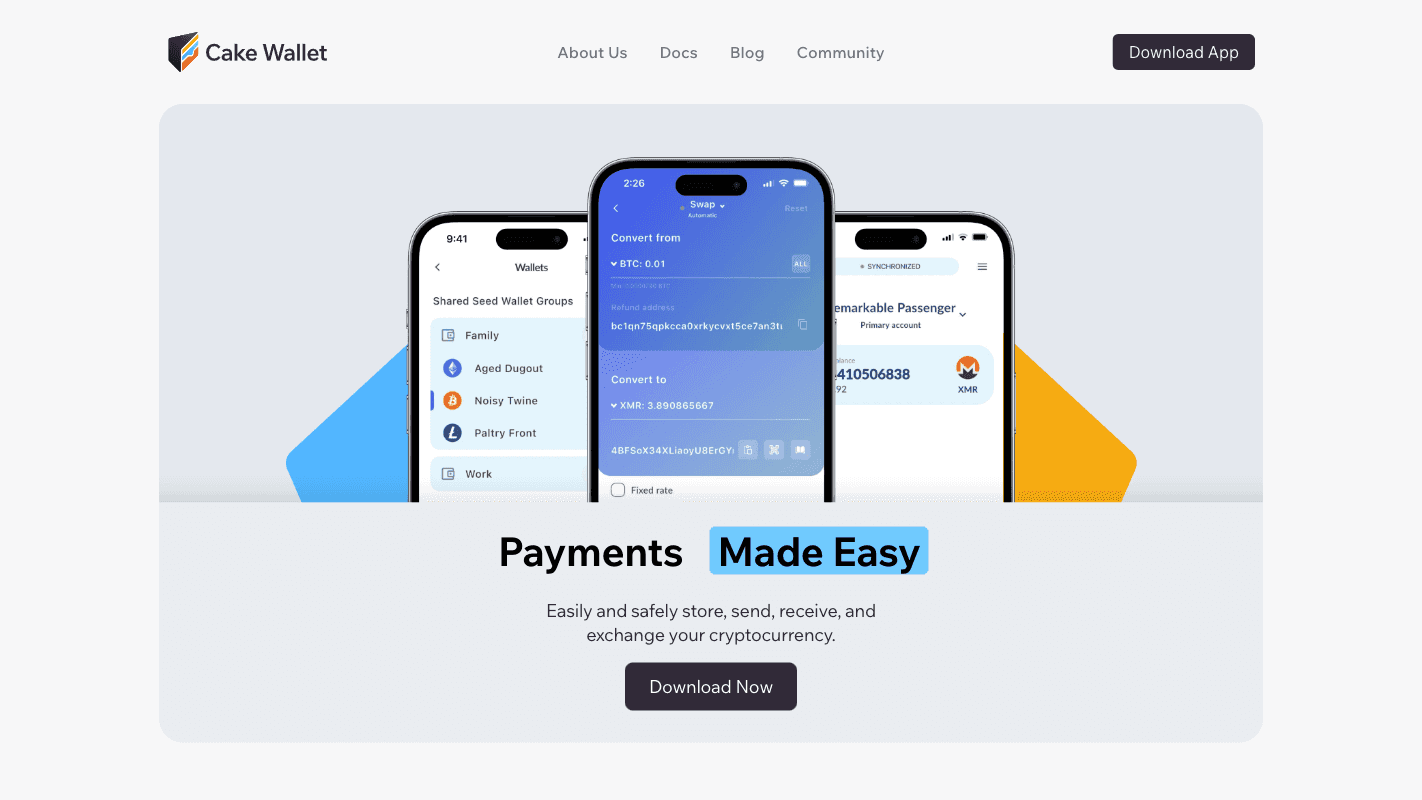 Cake Wallet
About Us
Docs
Blog
Community
Download App
9:41
Wallets
Shared Seed Wallet Groups
Family
Aged Dugout
Noisy Twine
Paltry Front
Work
2:26
Swap
Automatic
Reset
Convert from
BTC: 0.01
ALL
Refund address
bc1qn75qpkcca0xrkycvxt5ce7an3t
Convert to
XMR: 3.890865667
4BFSoX34XLiaoyU8ErGY
Fixed rate
SYNCHRONIZED
emarkable Passenger
Primary account
alance
410506838
92
XMR
Payments Made Easy
Easily and safely store, send, receive, and
exchange your cryptocurrency.
Download Now